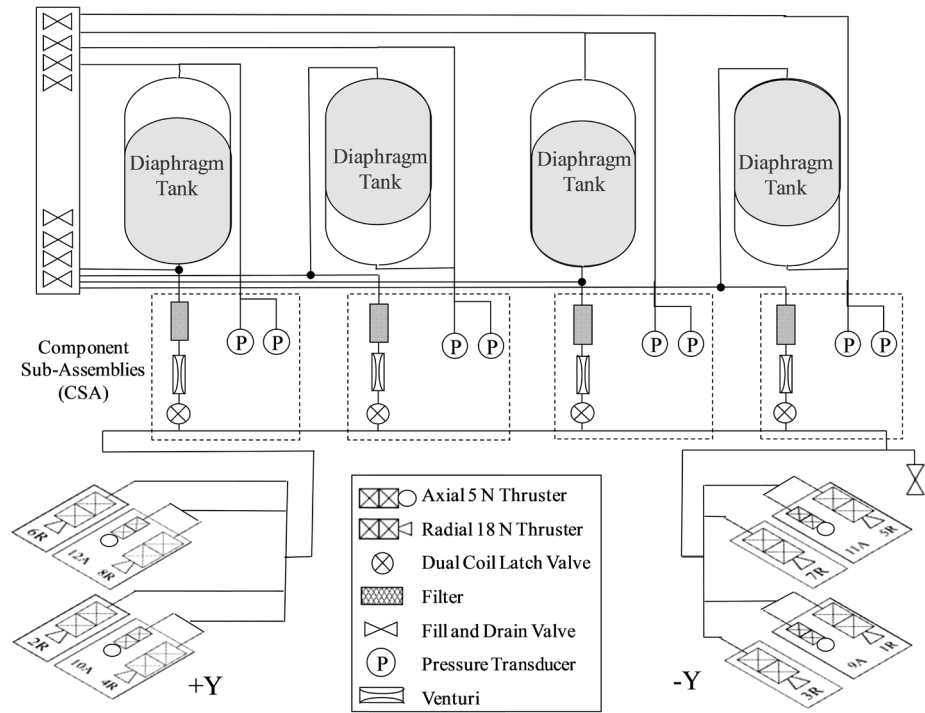 Diaphragm
Tank
Diaphragm
Tank
Diaphragm
Tank
Diaphragm
Tank
P
P
P
P
P
P
P
P
Component
Sub-Assemblies
(CSA)
6R
12A
8R
2R
10A
4R
+Y
Axial 5 N Thruster
Radial 18 N Thruster
Dual Coil Latch Valve
Filter
Fill and Drain Valve
P
Pressure Transducer
Venturi
5R
11A
7R
1R
9A
3R
-Y